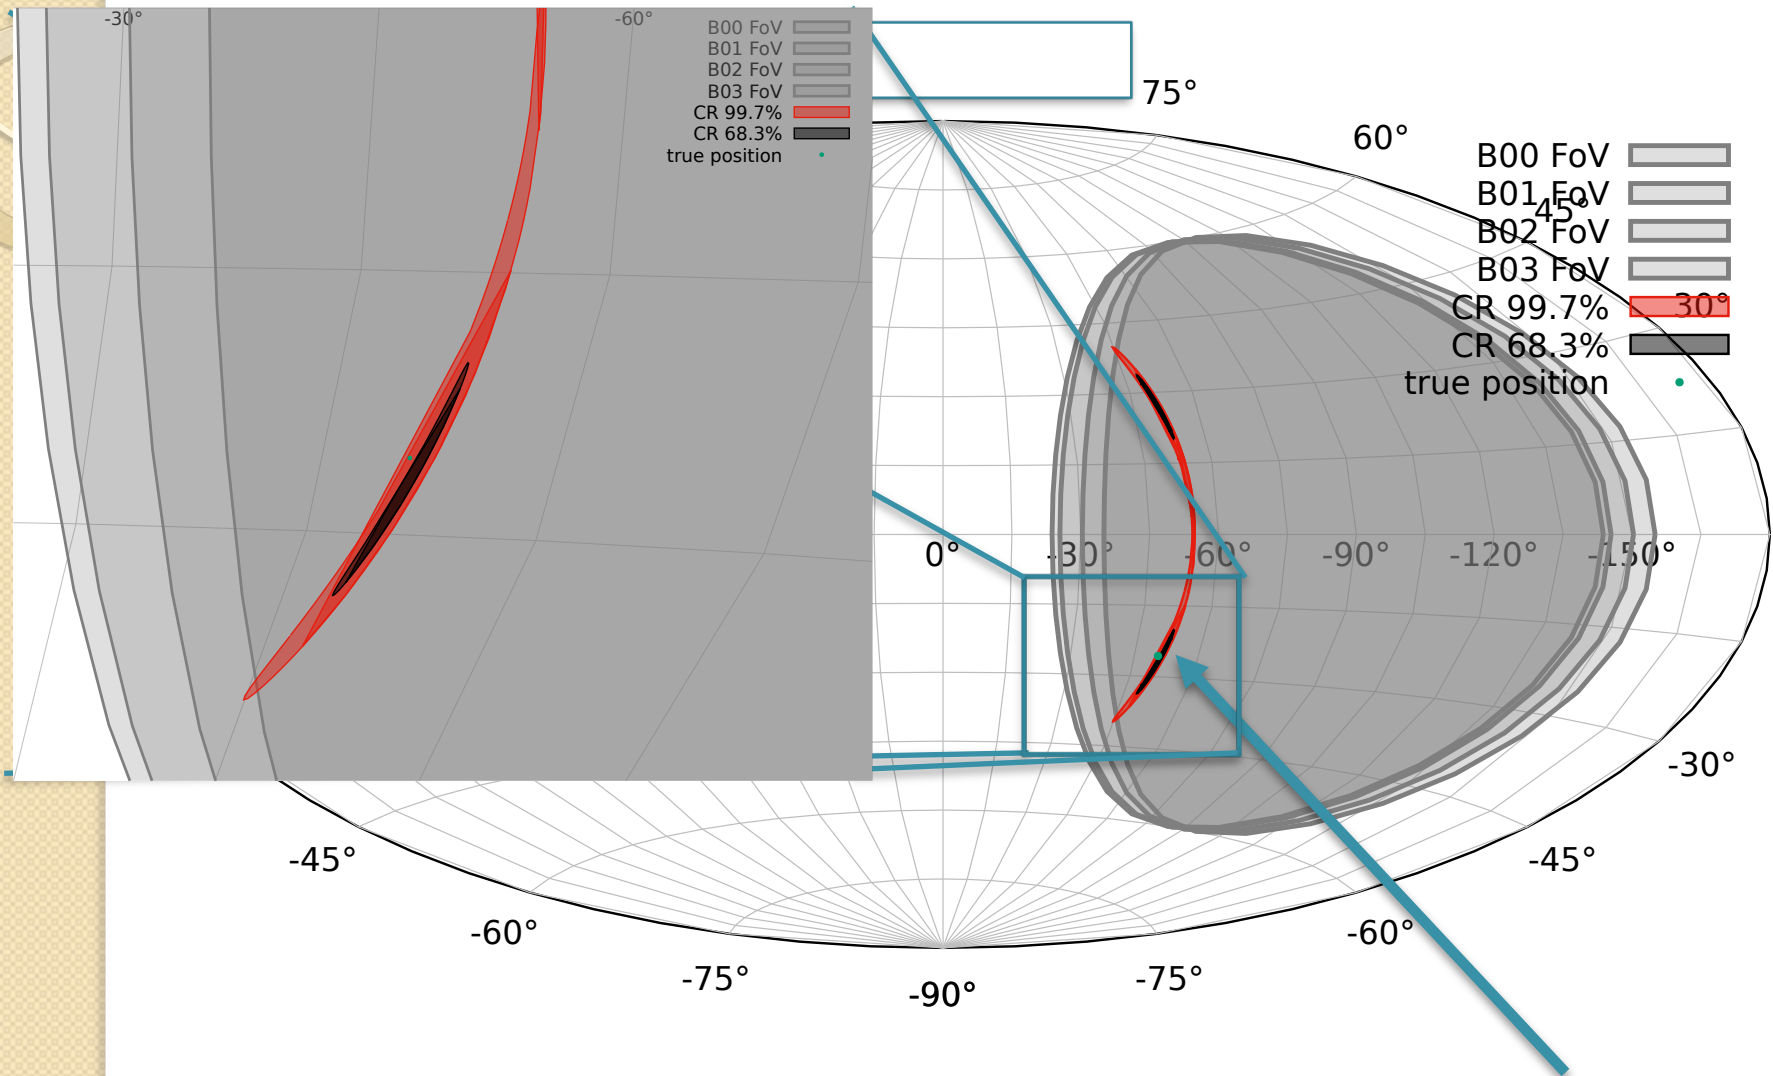 -30°
-60°
B00 FoV
B01 FoV
B02 FoV
B03 FoV
CR 99.7%
CR 68.3%
true position
75°
60°
45°
30°
B00 FoV
B01 FoV
B02 FoV
B03 FoV
CR 99.7%
CR 68.3%
true position
0°
-30°
-60°
-90°
-120°
-150°
-30°
-45°
-45°
-60°
-60°
-75°
-75°
-90°